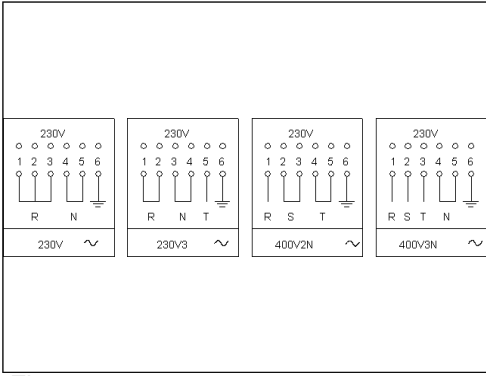 230V
1 2 3 4 5 6
R N
230V
230V
1 2 3 4 5 6
R N T
230V3
230V
1 2 3 4 5 6
R S T
400V2N
230V
1 2 3 4 5 6
R S T N
400V3N